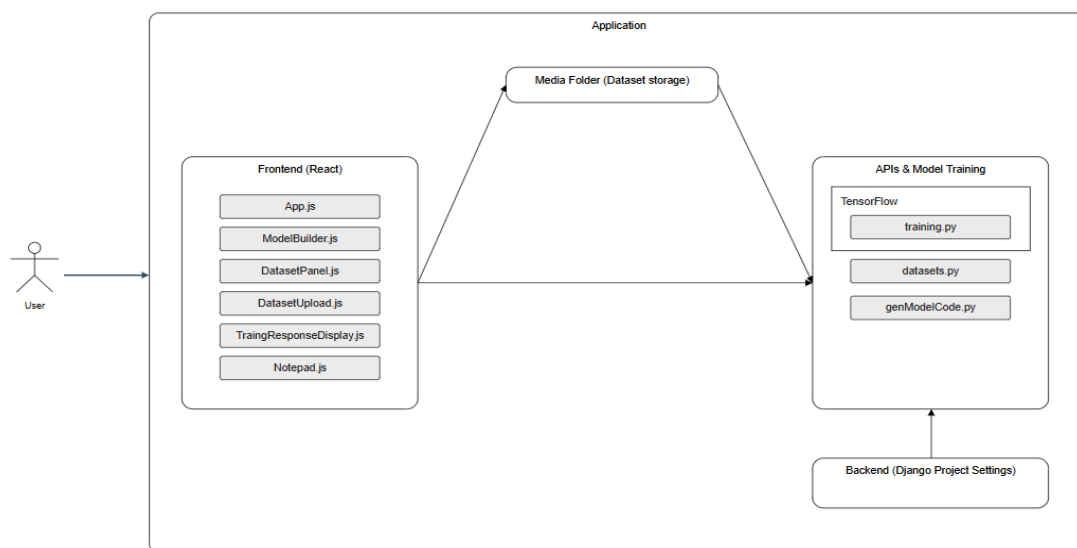 Application
Media Folder (Dataset storage)
Frontend (React)
App.js
ModelBuilder.js
DatasetPanel.js
DatasetUpload.js
TraingResponseDisplay.js
Notepad.js
User
APIs & Model Training
TensorFlow
training.py
datasets.py
genModelCode.py
Backend (Django Project Settings)